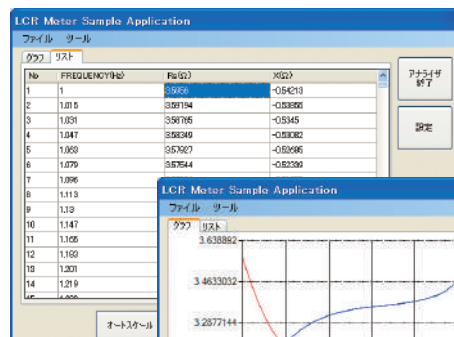 LCR Meter Sample Application
ファイル ツール
グラフ リスト
No FREQUENCY(Hz) Rs(Ω) X(Ω)
1 1 3.5956 -0.54213
2 1.015 3.59194 -0.53856
3 1.031 3.58765 -0.5345
4 1.047 3.58349 -0.53082
5 1.063 3.57927 -0.52695
6 1.079 3.57544 -0.52339
7 1.096
8 1.113
9 1.13
10 1.147
11 1.165
12 1.183
13 1.201
14 1.219
アナライザ
終了
設定
オートスケール
LCR Meter Sample Application
ファイル ツール
グラフ リスト
3.638892
3.4633032
3.2877144